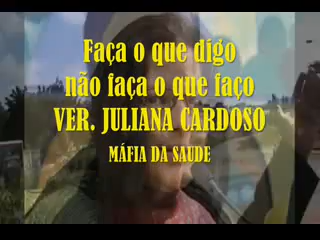 Faça o que digo
não faça o que faço
VER. JULIANA CARDOSO
MÁFIA DA SAUDE